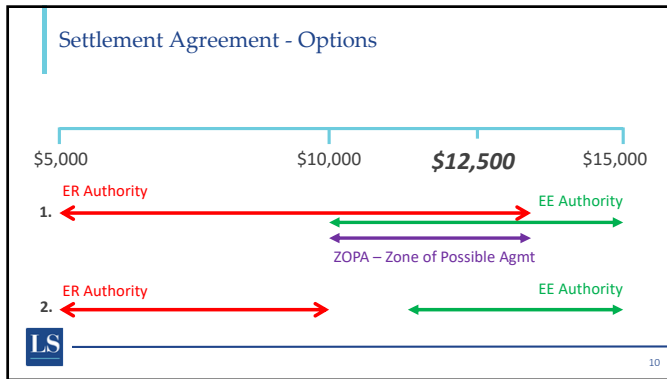 Settlement Agreement - Options
$5,000 $10,000 $12,500 $15,000
ER Authority
1.
EE Authority
ZOPA – Zone of Possible Agmt
ER Authority
EE Authority
2.
LS
10